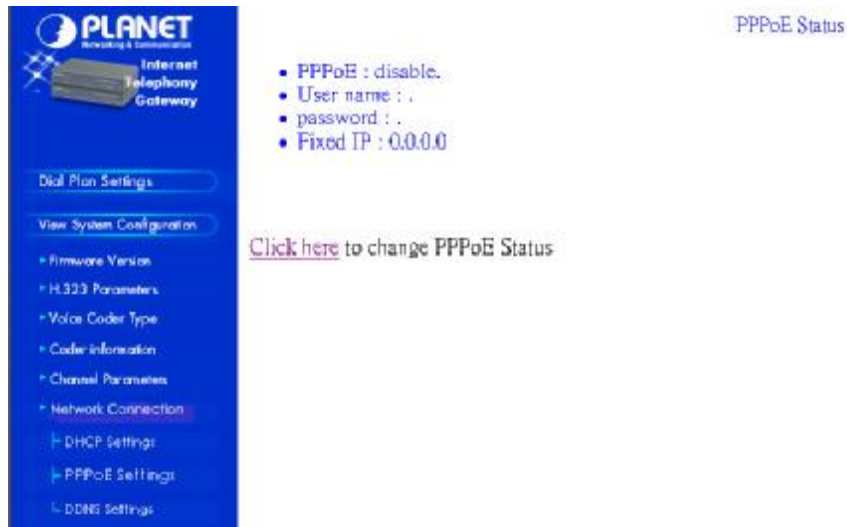 PLANET
Networking & Communication
Internet
Telephony
Gateway
Dial Plan Settings
View System Configuration
Firmware Version
H.323 Parameters
Voice Coder Type
Coder information
Channel Parameters
Network Connection
DHCP Settings
PPPoE Settings
DDNS Settings
PPPoE Status
• PPPoE : disable.
• User name : .
• password : .
• Fixed IP : 0.0.0.0
Click here to change PPPoE Status